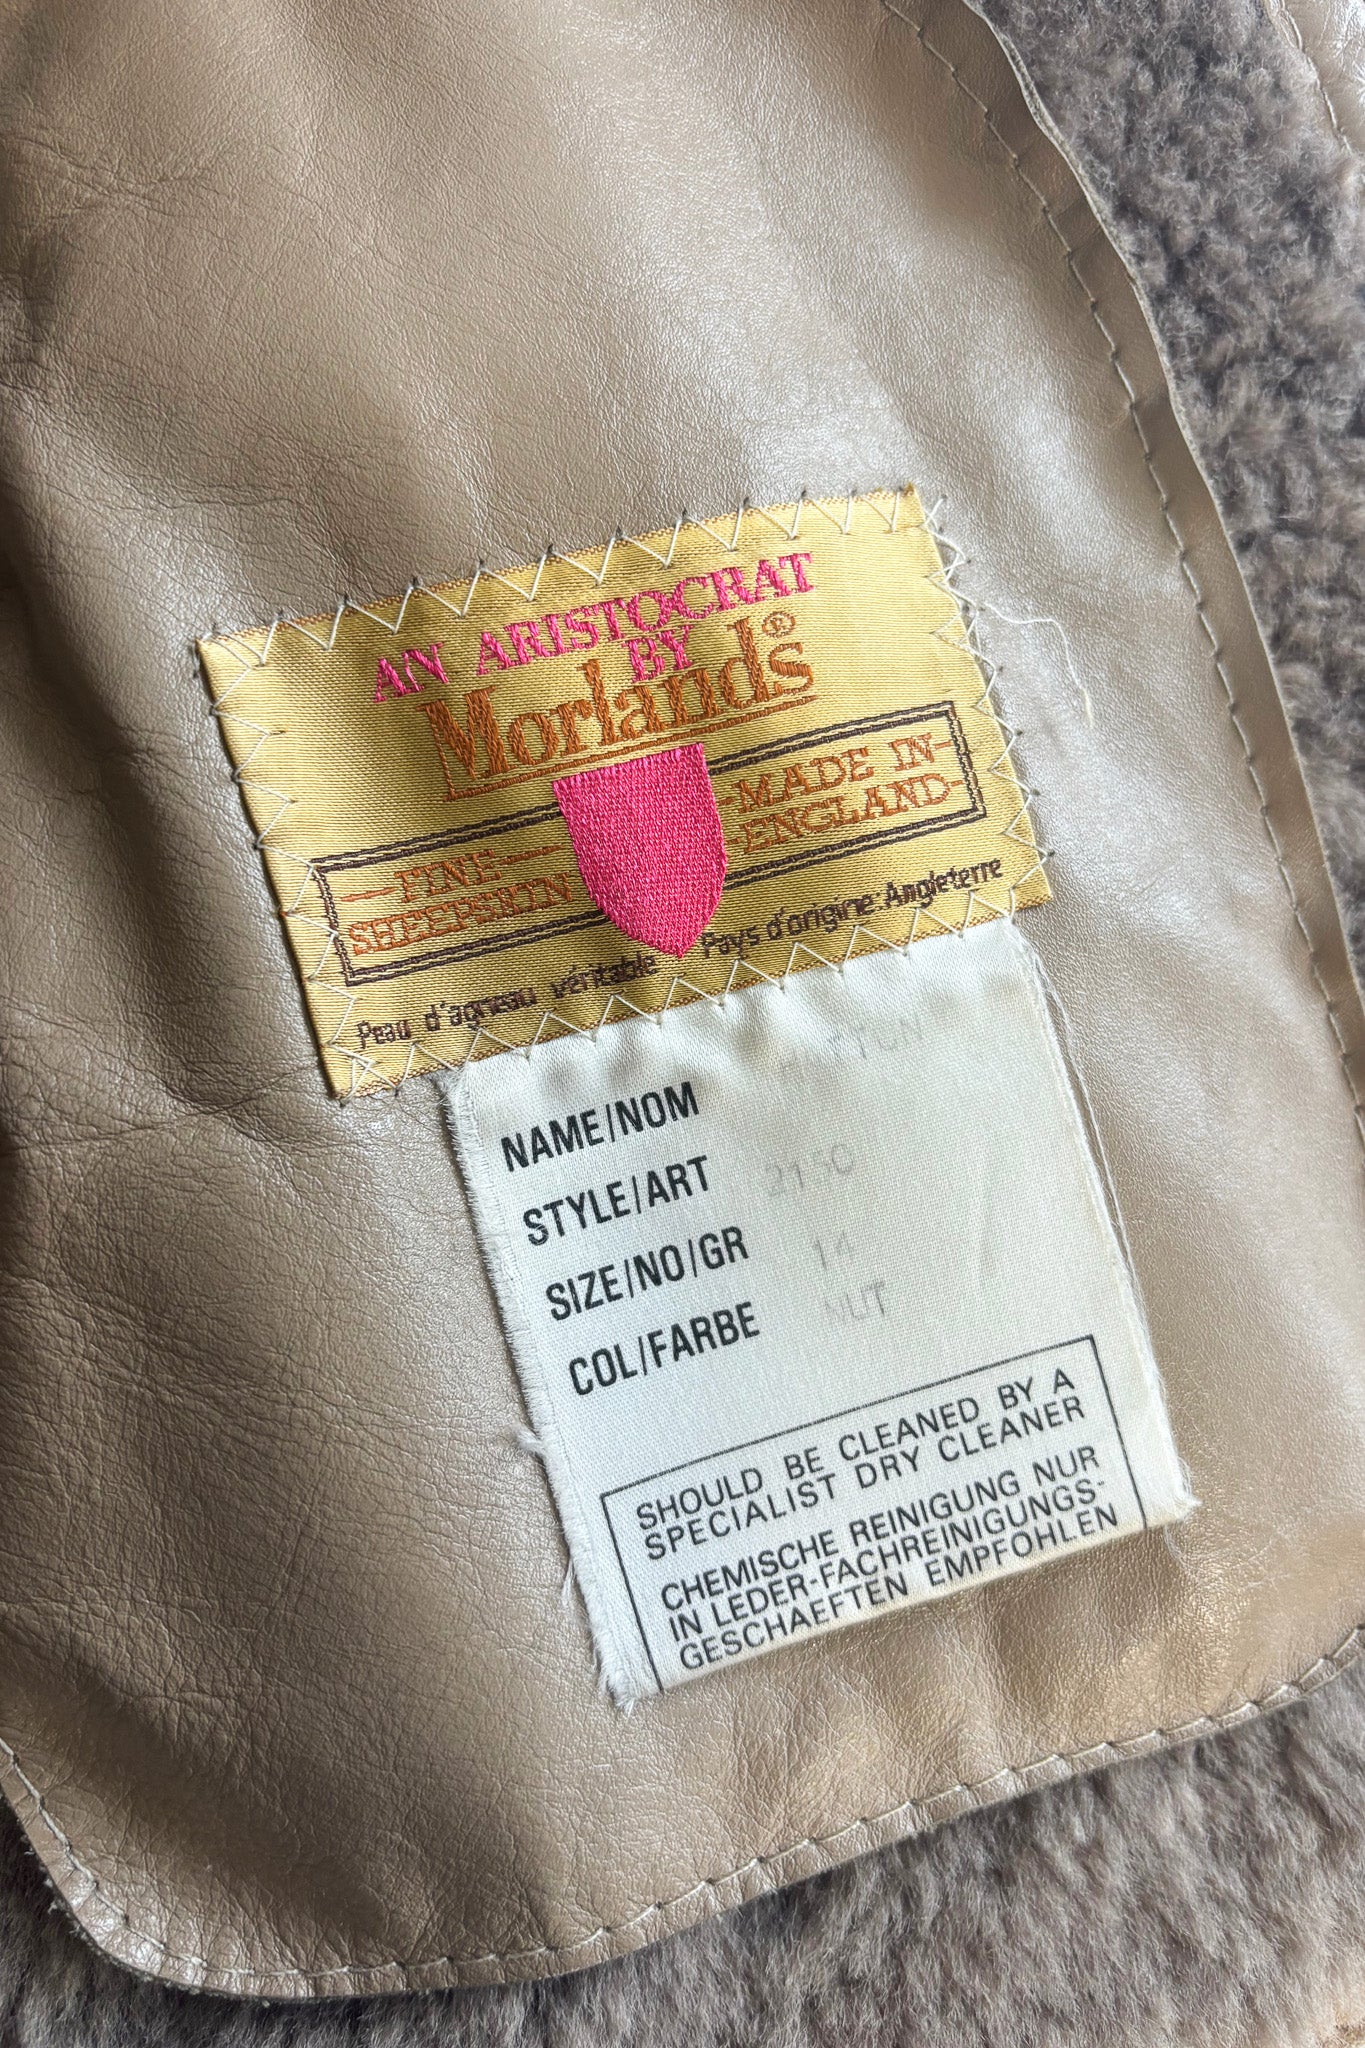 AN ARISTOCRAT
BY
Morlands®
FINE
SHEEPSKIN
MADE IN
ENGLAND
Peau d'agneau véritable Pays d'origine: Angleterre
NAME/NOM
STYLE/ART
SIZE/NO/GR 14
COL/FARBE NUT
SHOULD BE CLEANED BY A
SPECIALIST DRY CLEANER
CHEMISCHE REINIGUNG NUR
IN LEDER-FACHREINIGUNGS-
GESCHAEFTEN EMPFOHLEN